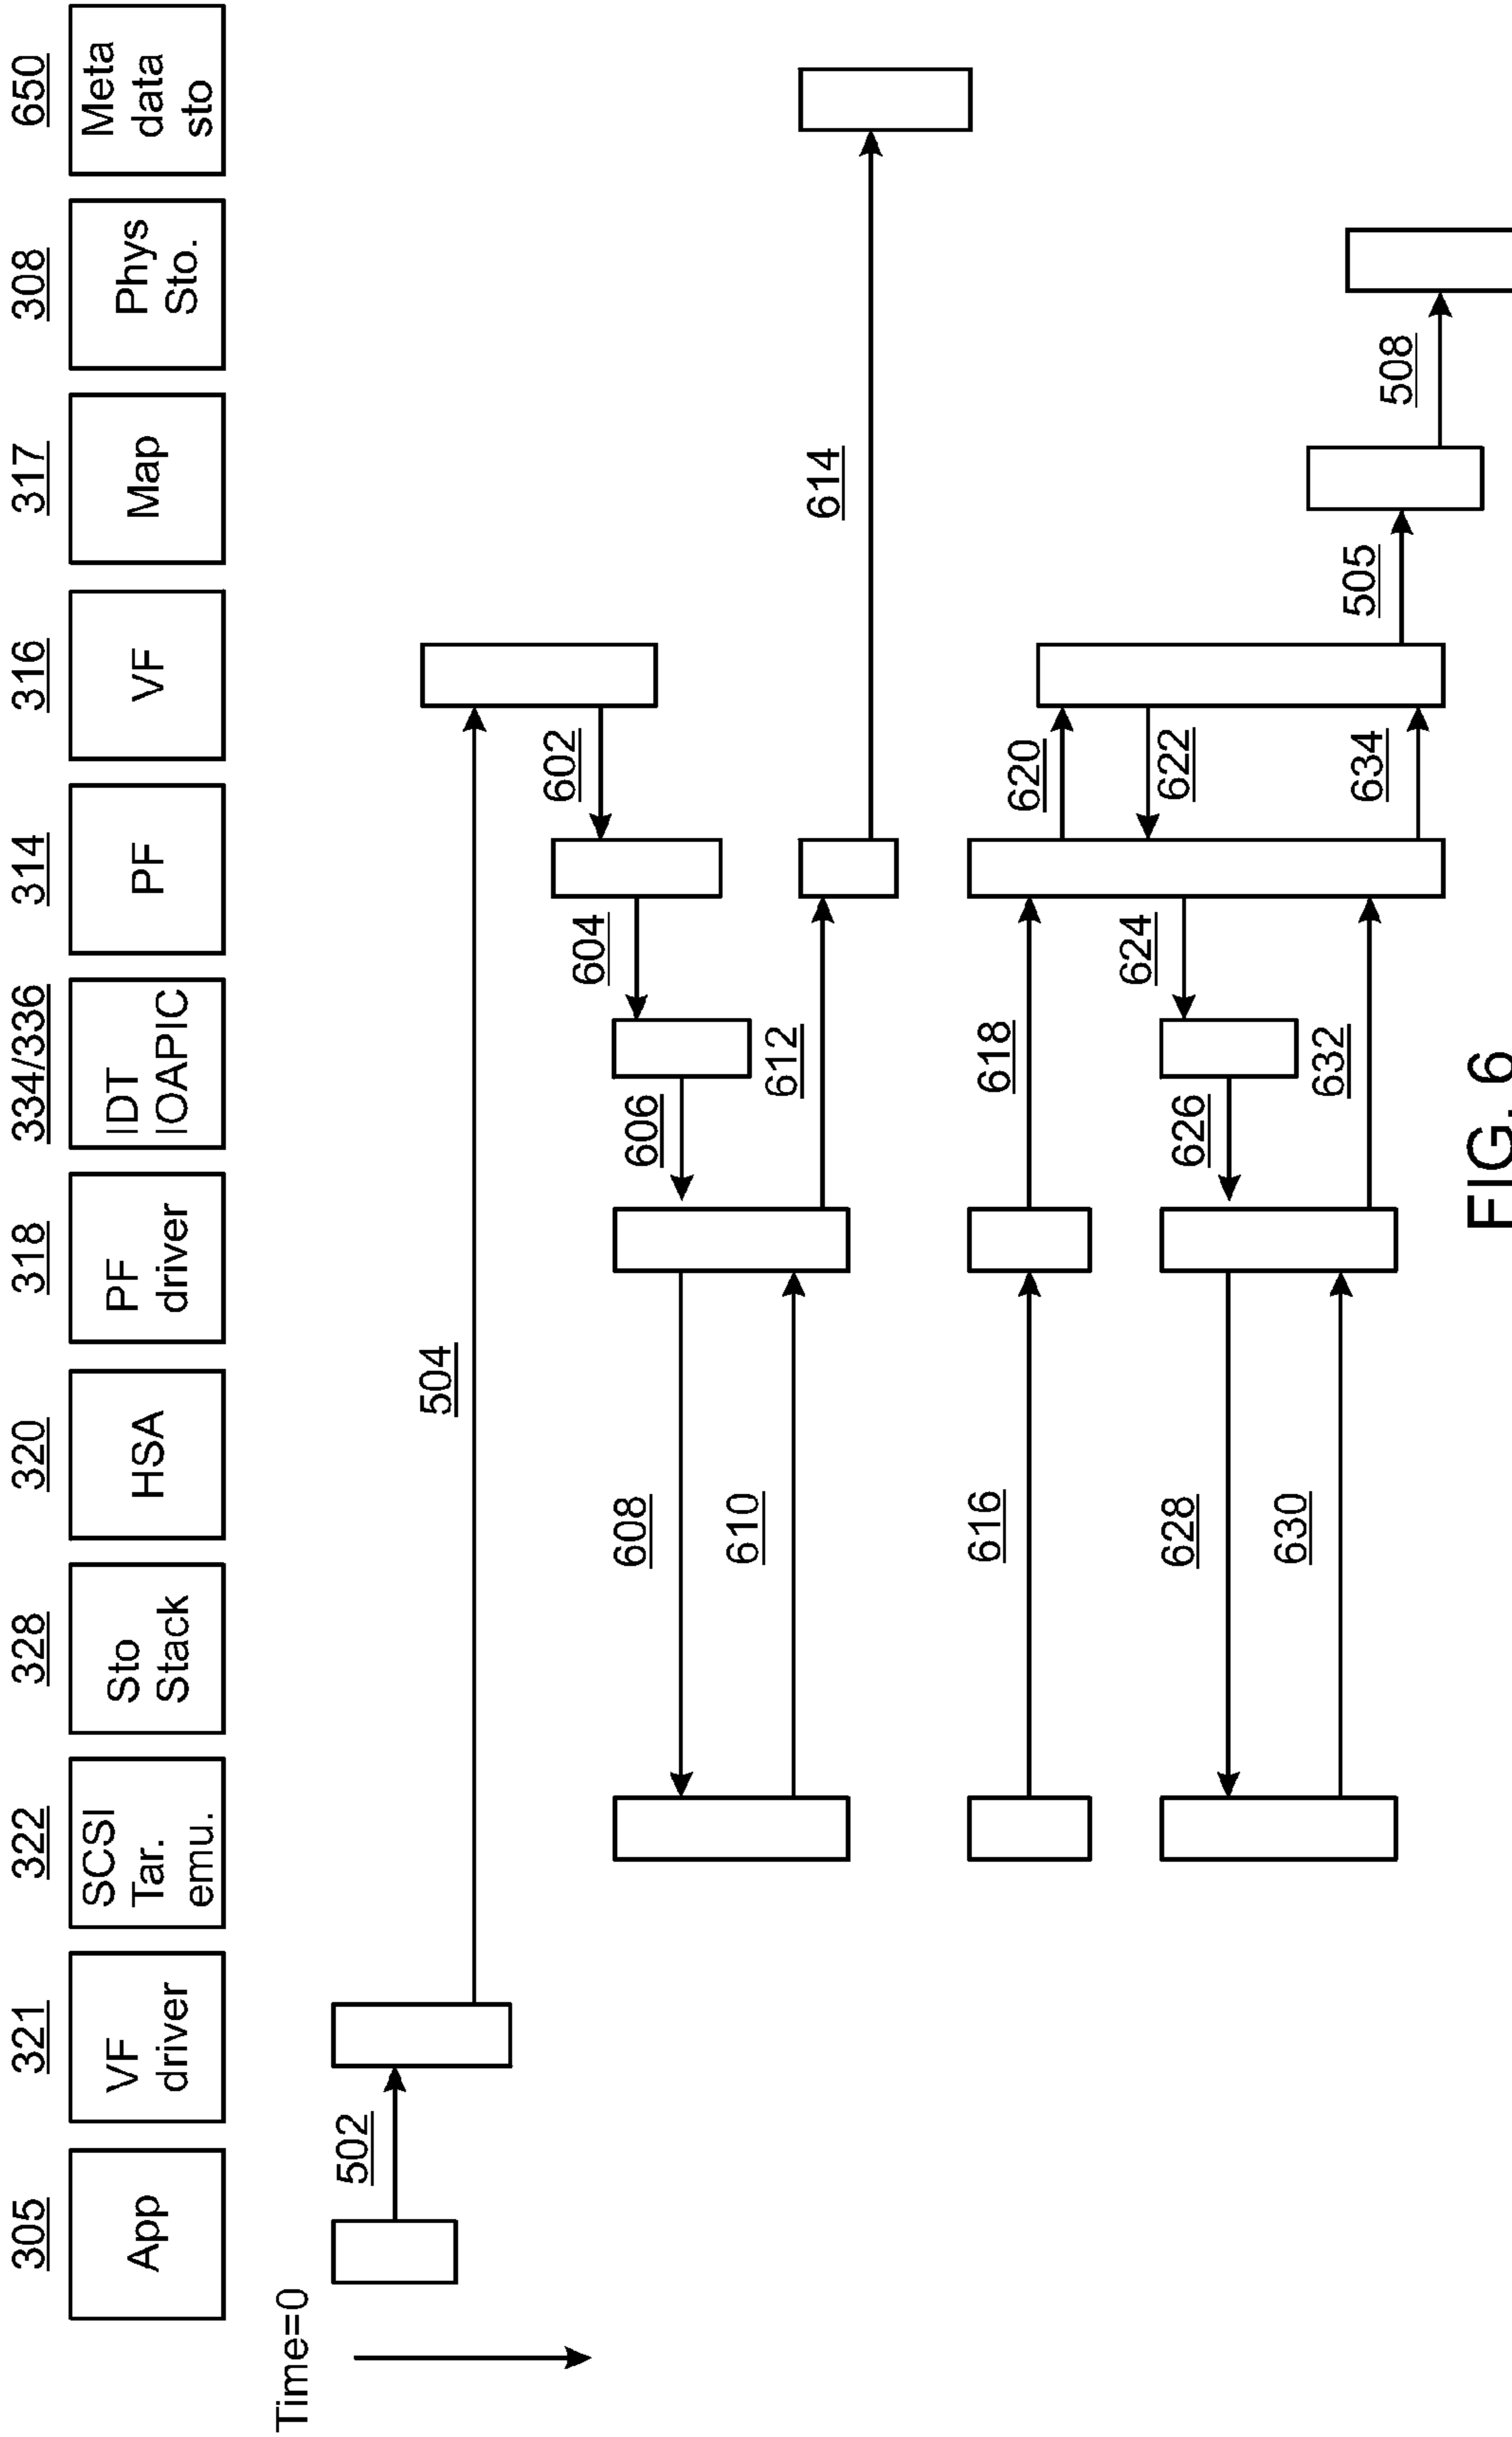 305
321
322
328
320
318
334/336
314
316
317
308
650
App
VF
driver
SCSI
Tar.
emu.
Sto
Stack
HSA
PF
driver
IDT
IOAPIC
PF
VF
Map
Phys
Sto.
Meta
data
sto
Time=0
502
504
602
604
606
608
610
612
614
616
618
620
622
624
626
628
630
632
634
505
508
FIG. 6